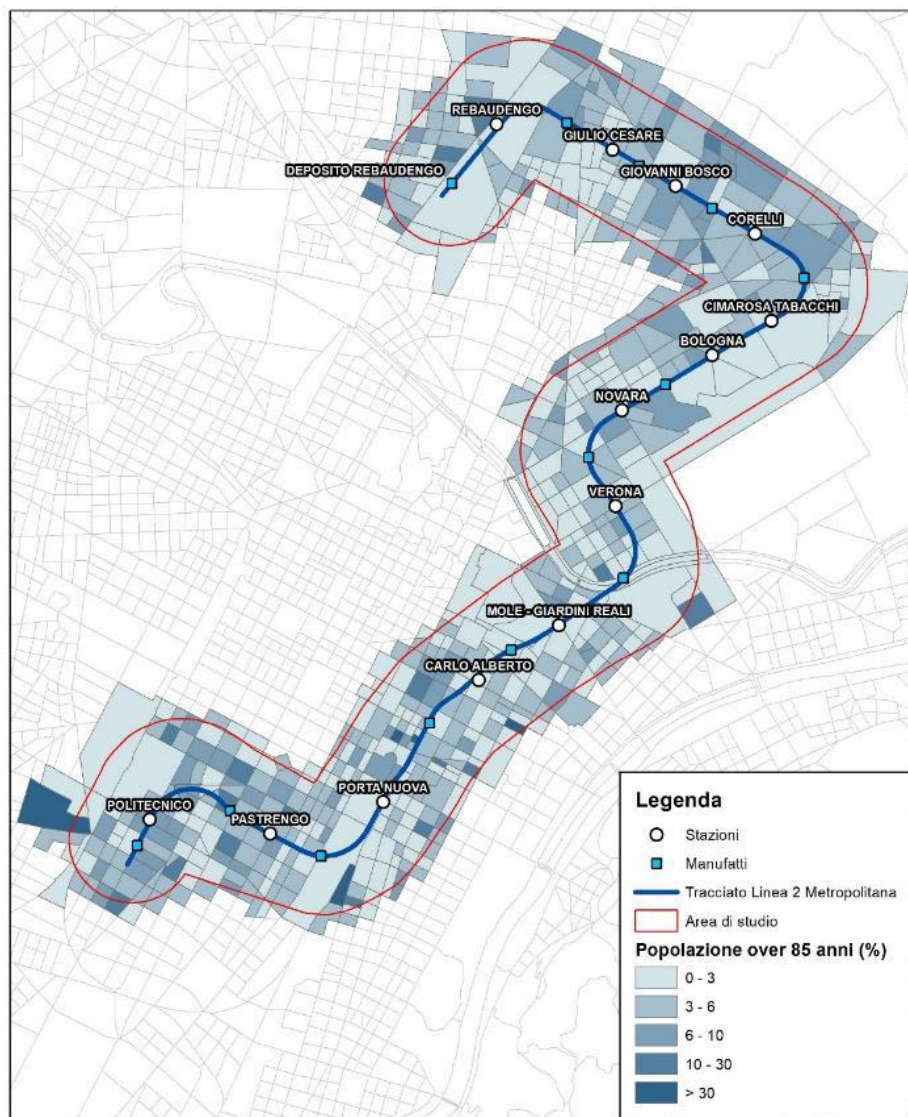 REBAUDENGO
GIULIO CESARE
DEPOSITO REBAUDENGO
GIOVANNI BOSCO
CORELLI
CIMAROSA TABACCHI
BOLOGNA
NOVARA
VERONA
MOLE - GIARDINI REALI
CARLO ALBERTO
PORTA NUOVA
POLITECNICO
PASTRENGO
Legenda
Stazioni
Manufatti
Tracciato Linea 2 Metropolitana
Area di studio
Popolazione over 85 anni (%)
0 - 3
3 - 6
6 - 10
10 - 30
> 30